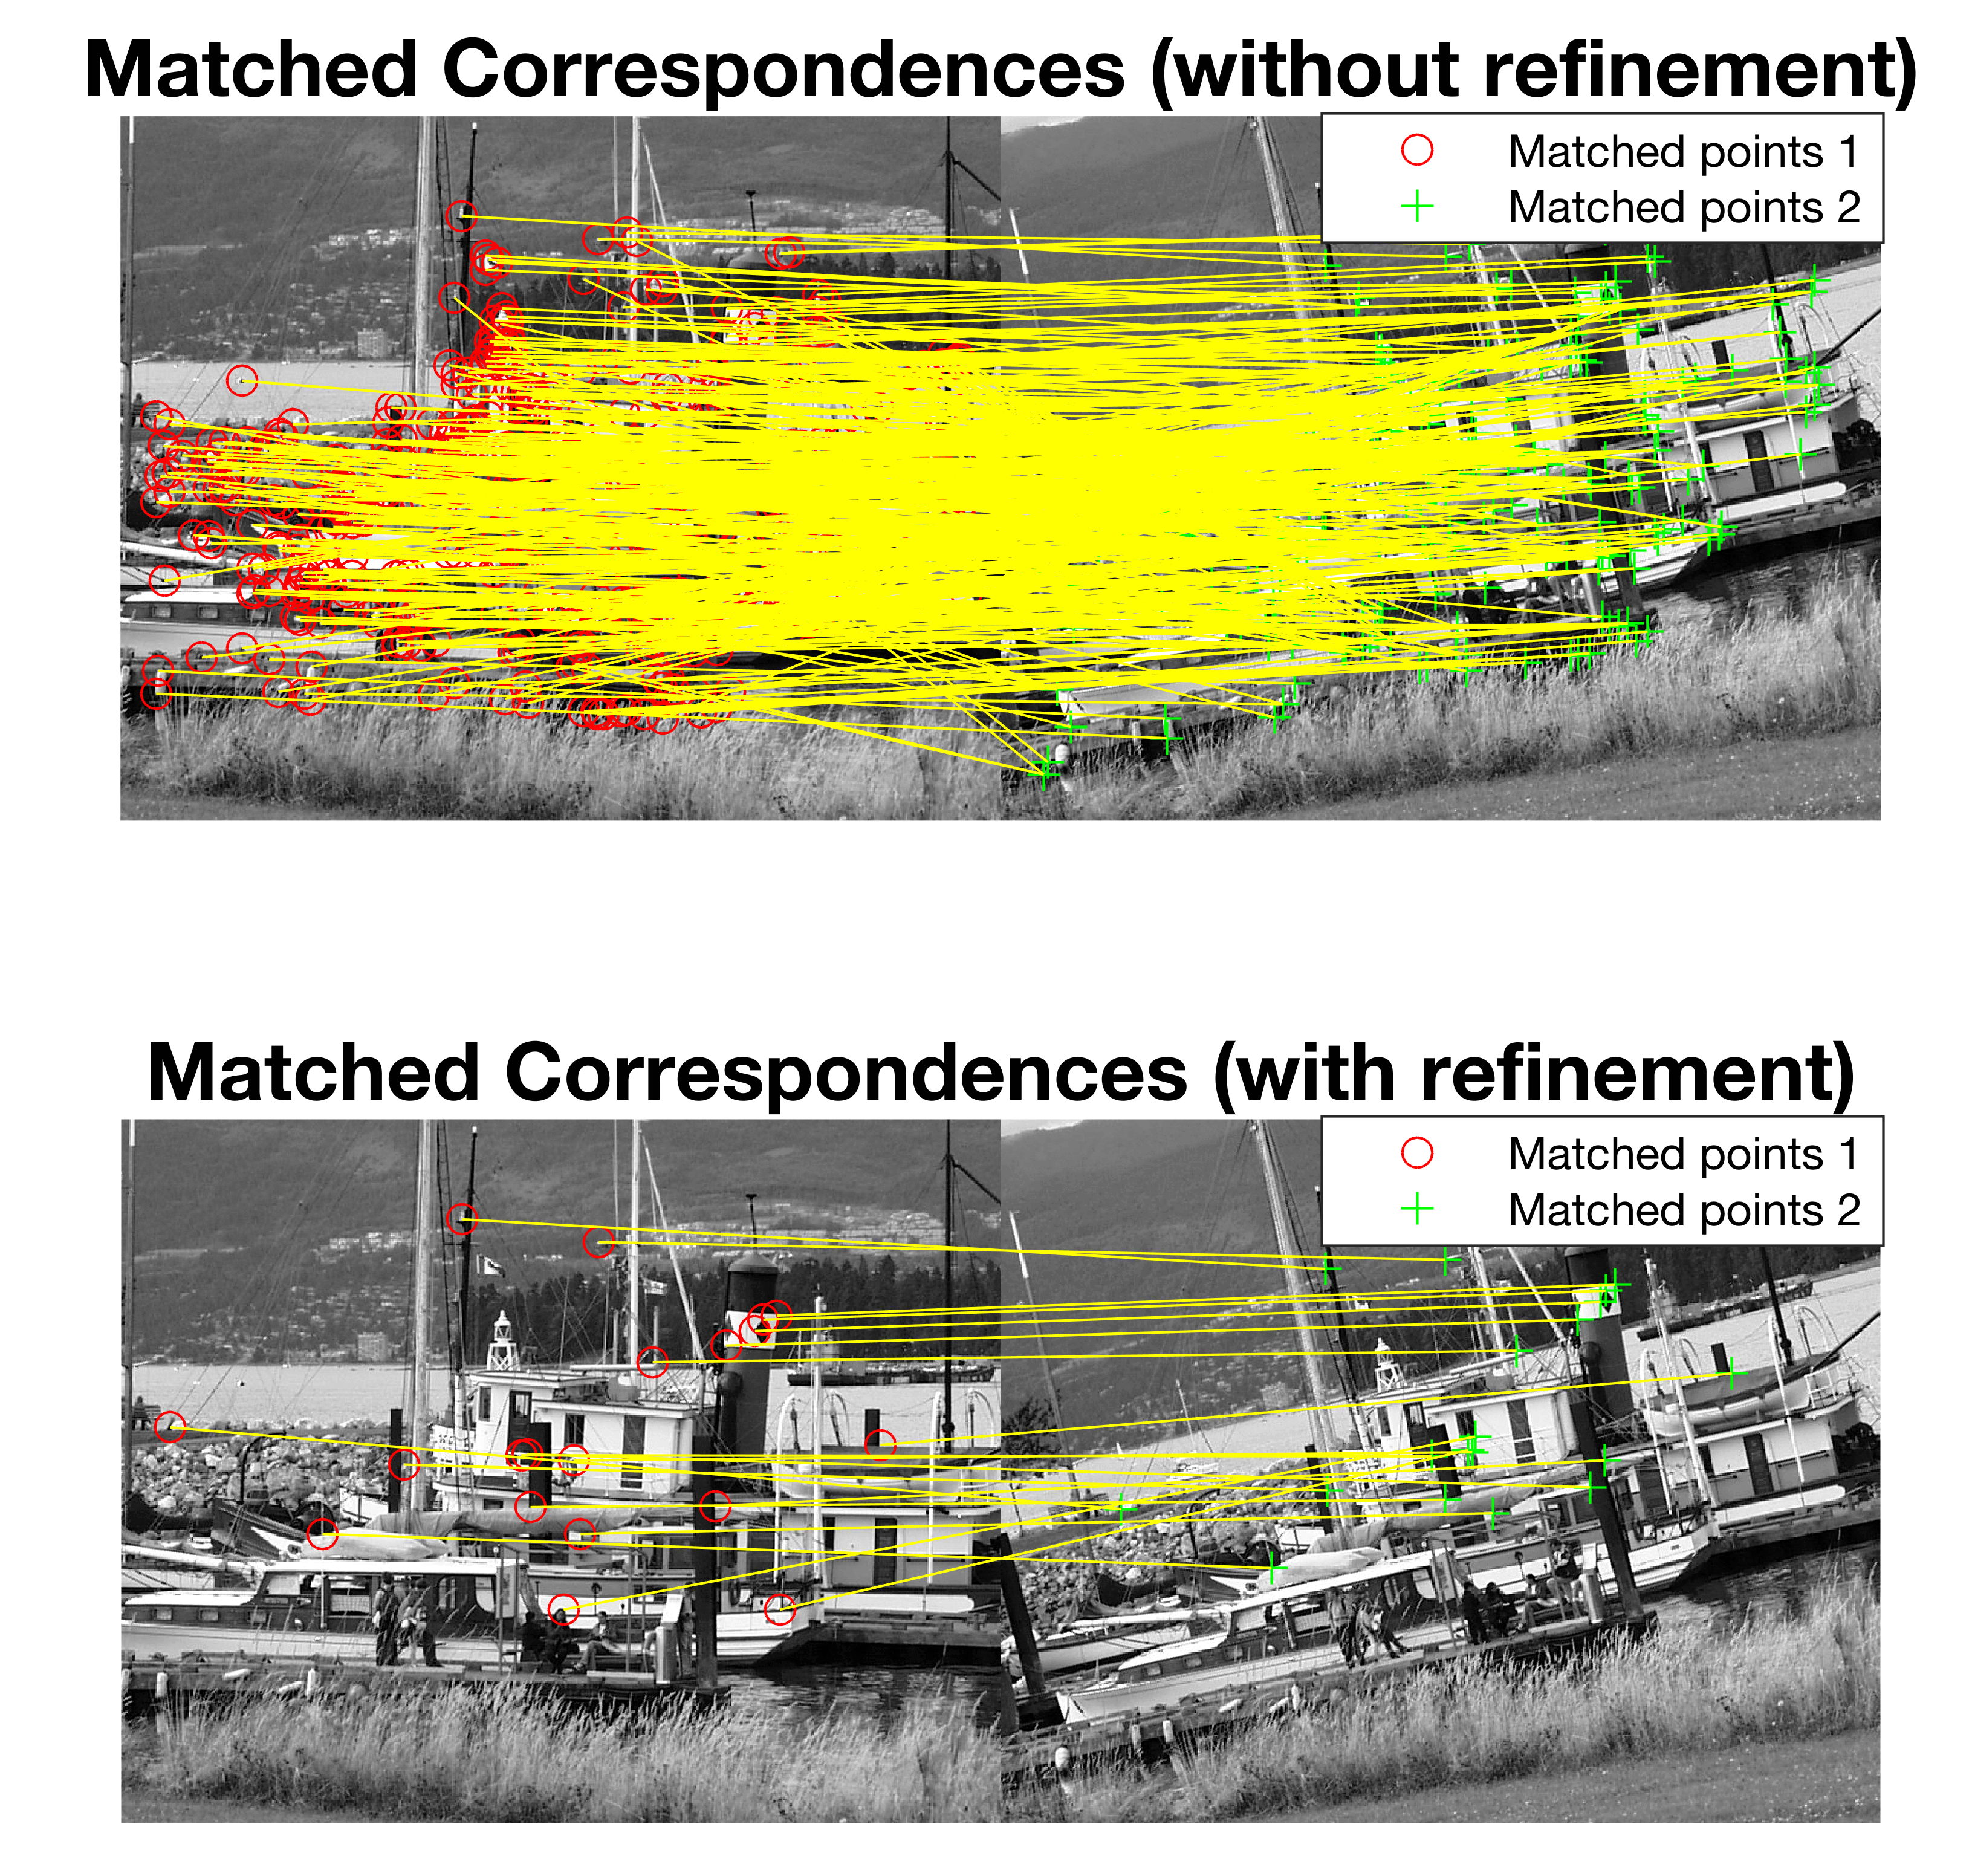 Matched Correspondences (without refinement)
Matched points 1
Matched points 2
Matched Correspondences (with refinement)
Matched points 1
Matched points 2